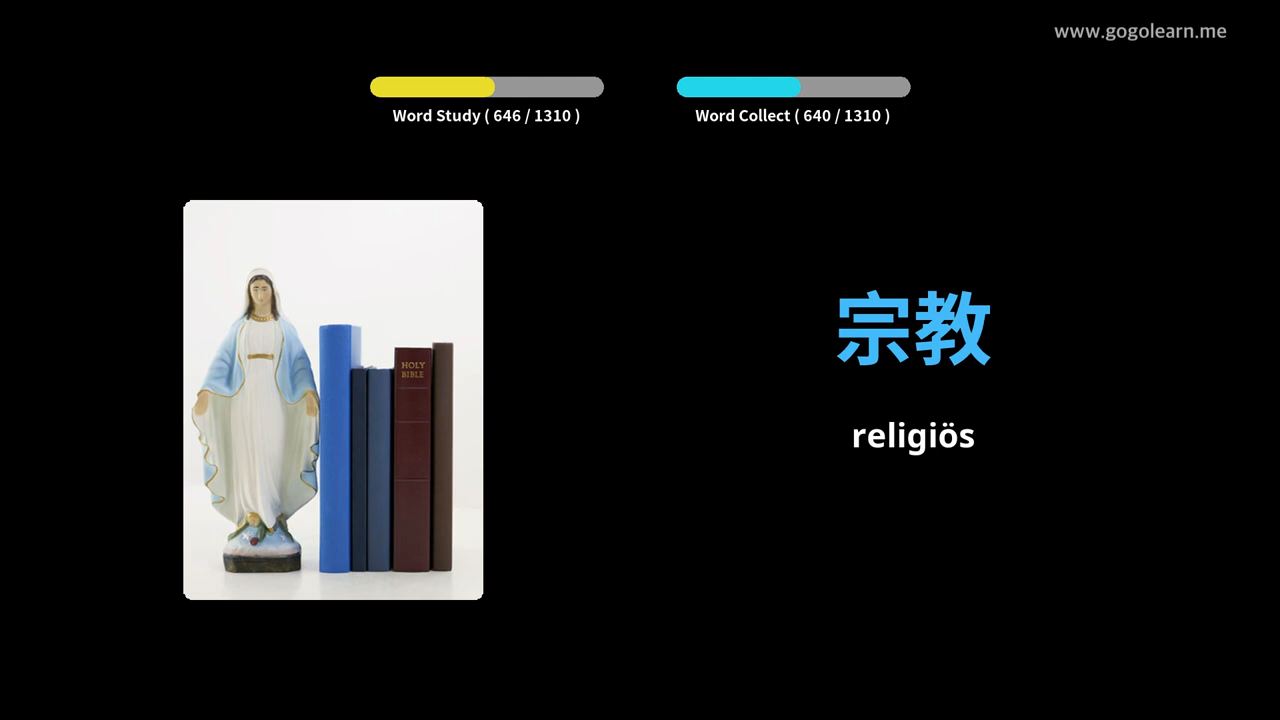 www.gogolearn.me
Word Study ( 646 / 1310 )
Word Collect ( 640 / 1310 )
HOLY
BIBLE
宗教
religiös